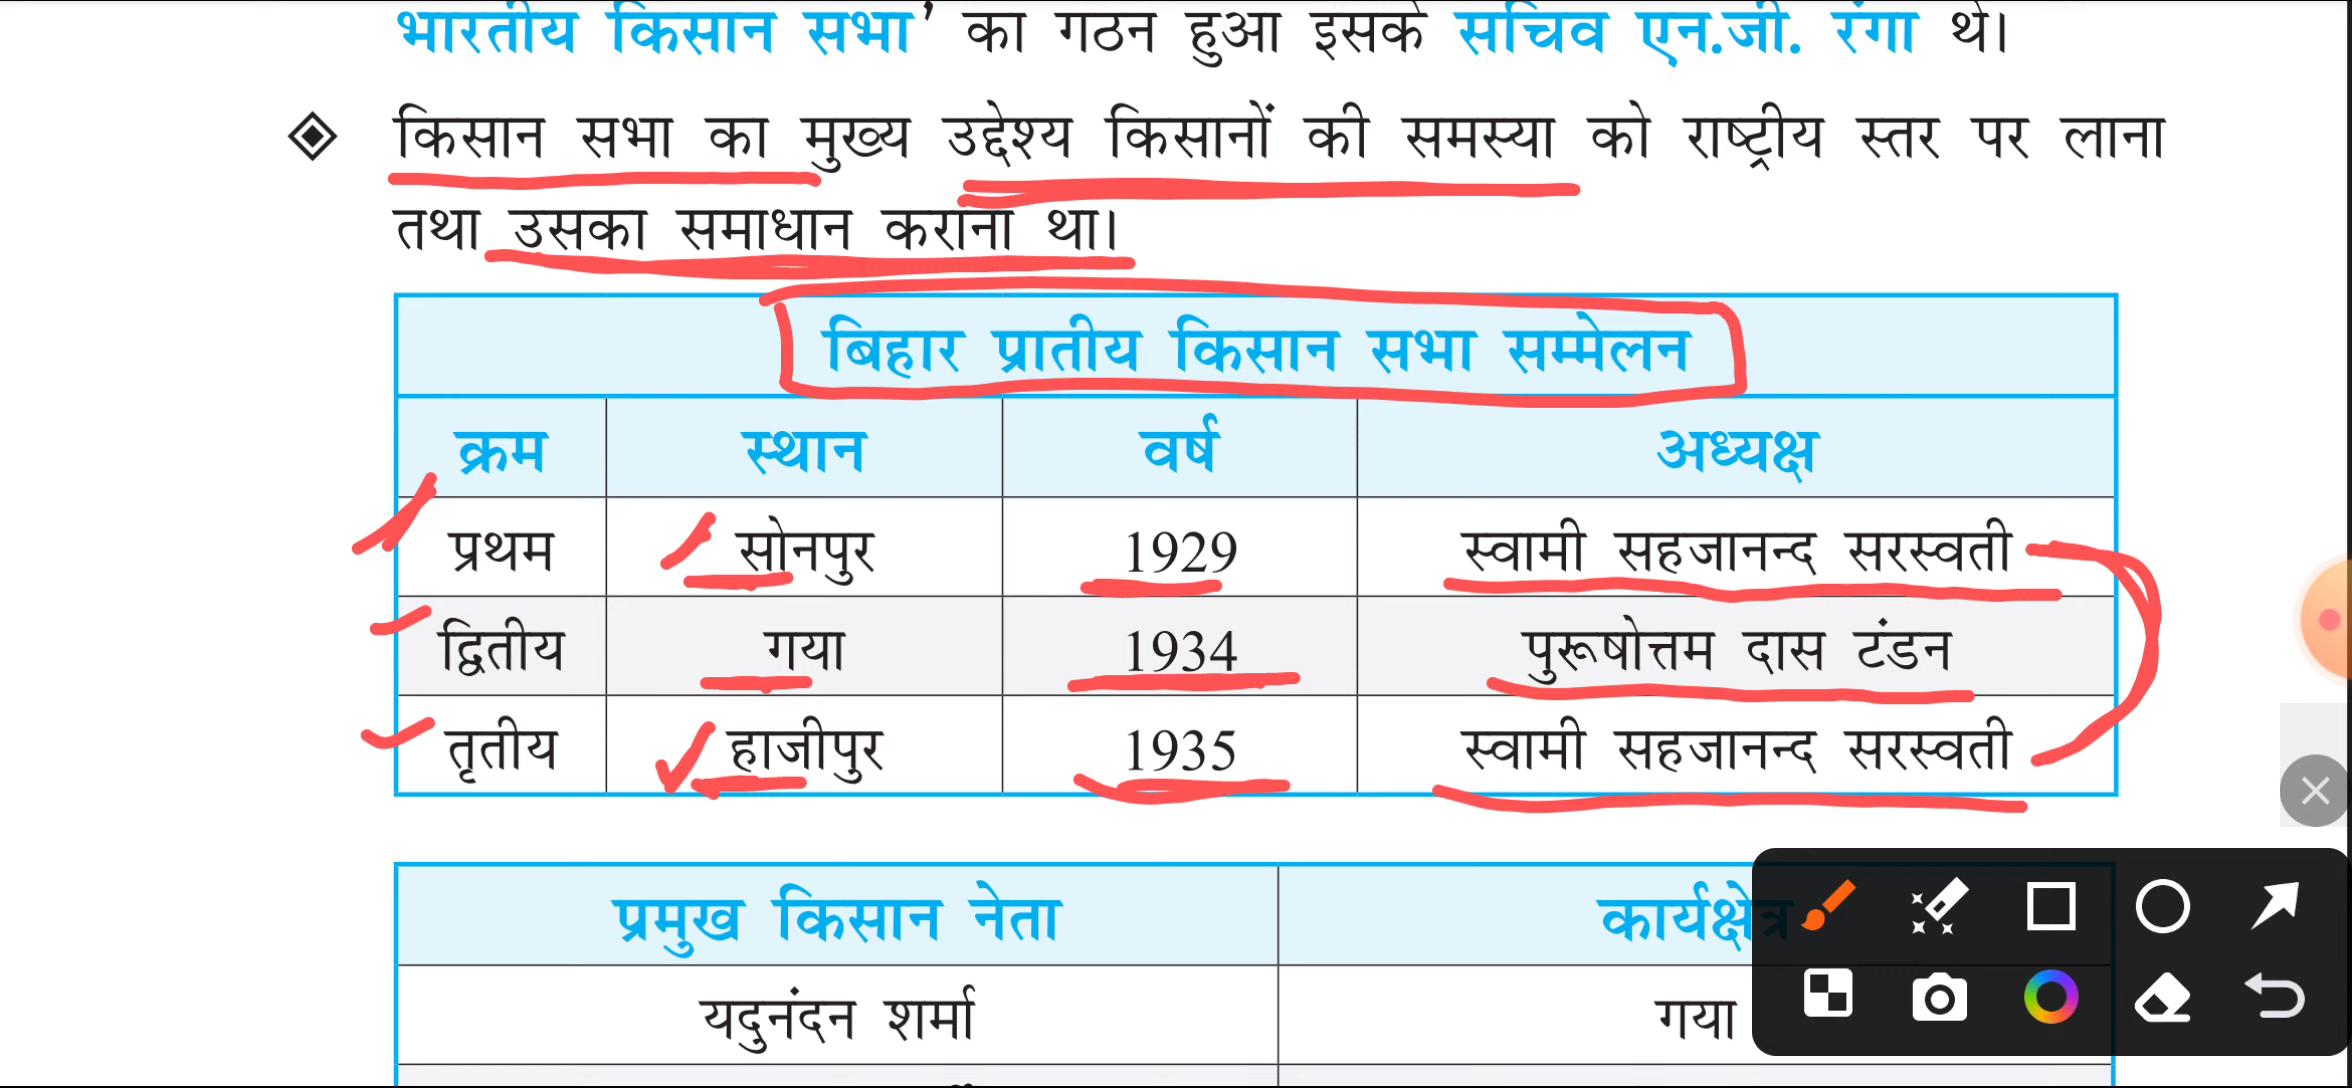 भारतीय किसान सभा’ का गठन हुआ इसके सचिव एन.जी. रंगा थे।
किसान सभा का मुख्य उद्देश्य किसानों की समस्या को राष्ट्रीय स्तर पर लाना
तथा उसका समाधान कराना था।
बिहार प्रातीय किसान सभा सम्मेलन
क्रम स्थान वर्ष अध्यक्ष
प्रथम सोनपुर 1929 स्वामी सहजानन्द सरस्वती
द्वितीय गया 1934 पुरूषोत्तम दास टंडन
तृतीय हाजीपुर 1935 स्वामी सहजानन्द सरस्वती
प्रमुख किसान नेता कार्यक्षेत्र
यदुनंदन शर्मा गया